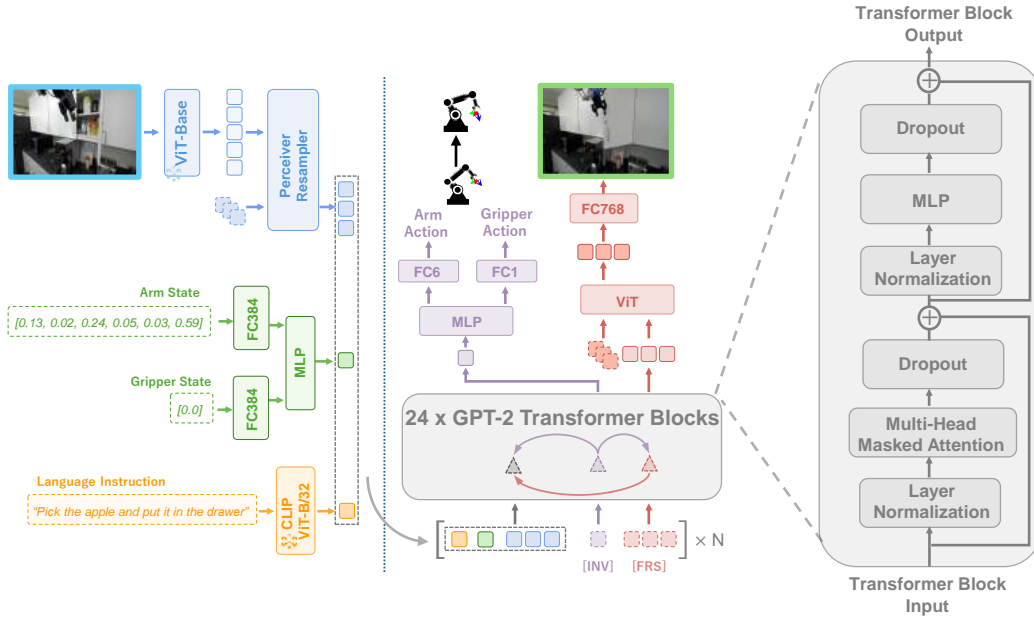 ViT-Base
Perceiver
Resampler
Arm State
[0.13, 0.02, 0.24, 0.05, 0.03, 0.59]
FC384
Gripper State
[0.0]
FC384
MLP
Language Instruction
"Pick the apple and put it in the drawer"
CLIP
ViT-B/32
Arm
Action
Gripper
Action
FC6
FC1
MLP
FC768
ViT
24 x GPT-2 Transformer Blocks
[ ] × N
[INV]
[FRS]
Transformer Block
Output
Dropout
MLP
Layer
Normalization
Dropout
Multi-Head
Masked Attention
Layer
Normalization
Transformer Block
Input